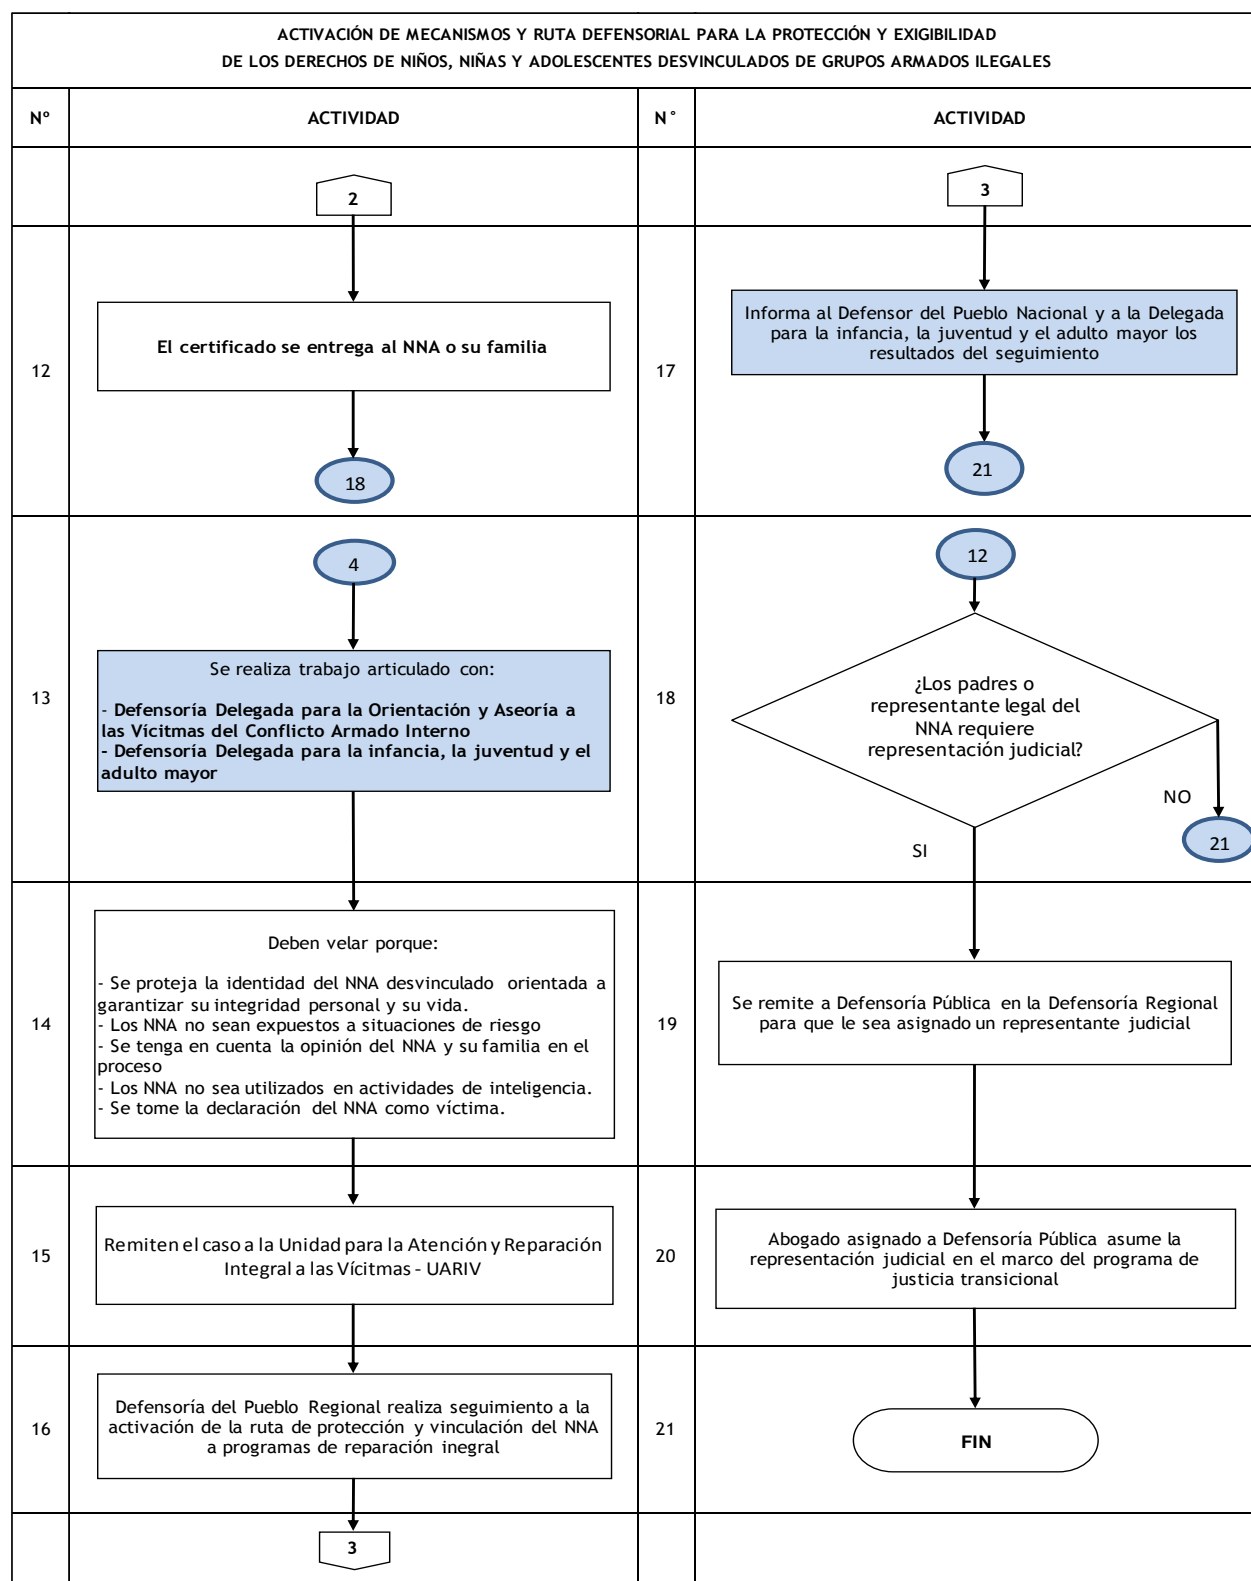 ACTIVACIÓN DE MECANISMOS Y RUTA DEFENSORIAL PARA LA PROTECCIÓN Y EXIGIBILIDAD
DE LOS DERECHOS DE NIÑOS, NIÑAS Y ADOLESCENTES DESVINCULADOS DE GRUPOS ARMADOS ILEGALES
Nº
ACTIVIDAD
N°
ACTIVIDAD
2
12
El certificado se entrega al NNA o su familia
18
13
4
Se realiza trabajo articulado con:
- Defensoría Delegada para la Orientación y Aseoría a
las Vícitmas del Conflicto Armado Interno
- Defensoría Delegada para la infancia, la juventud y el
adulto mayor
14
Deben velar porque:
- Se proteja la identidad del NNA desvinculado orientada a
garantizar su integridad personal y su vida.
- Los NNA no sean expuestos a situaciones de riesgo
- Se tenga en cuenta la opinión del NNA y su familia en el
proceso
- Los NNA no sea utilizados en actividades de inteligencia.
- Se tome la declaración del NNA como víctima.
15
Remiten el caso a la Unidad para la Atención y Reparación
Integral a las Vícitmas - UARIV
16
Defensoría del Pueblo Regional realiza seguimiento a la
activación de la ruta de protección y vinculación del NNA
a programas de reparación inegral
3
3
17
Informa al Defensor del Pueblo Nacional y a la Delegada
para la infancia, la juventud y el adulto mayor los
resultados del seguimiento
21
12
18
¿Los padres o
representante legal del
NNA requiere
representación judicial?
NO
21
SI
19
Se remite a Defensoría Pública en la Defensoría Regional
para que le sea asignado un representante judicial
20
Abogado asignado a Defensoría Pública asume la
representación judicial en el marco del programa de
justicia transicional
21
FIN